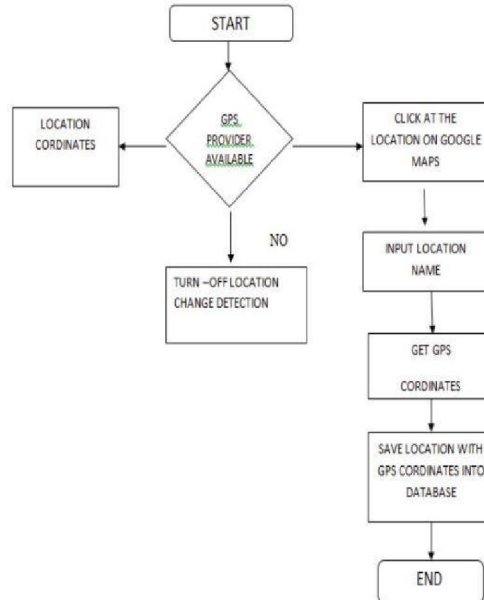 START
GPS
PROVIDER
AVAILABLE
LOCATION
CORDINATES
CLICK AT THE
LOCATION ON GOOGLE
MAPS
NO
TURN –OFF LOCATION
CHANGE DETECTION
INPUT LOCATION
NAME
GET GPS
CORDINATES
SAVE LOCATION WITH
GPS CORDINATES INTO
DATABASE
END